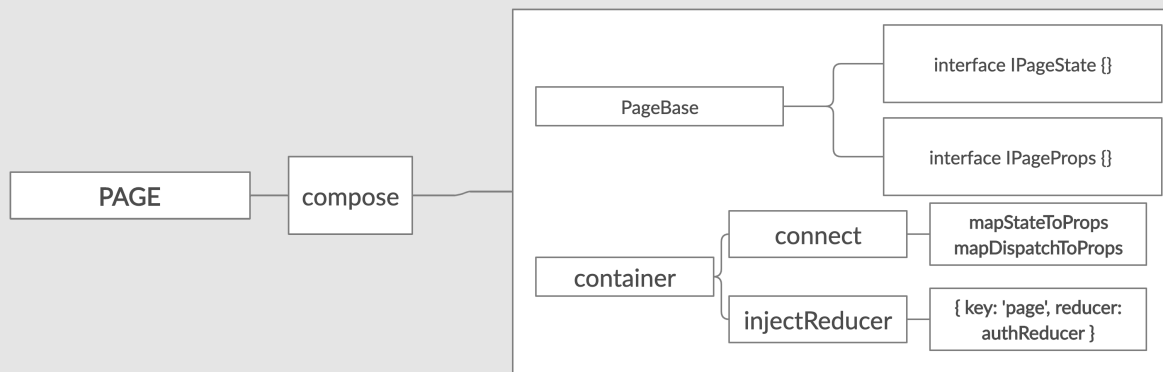 PAGE
compose
PageBase
interface IPageState {}
interface IPageProps {}
container
connect
mapStateToProps
mapDispatchToProps
injectReducer
{ key: 'page', reducer:
authReducer }